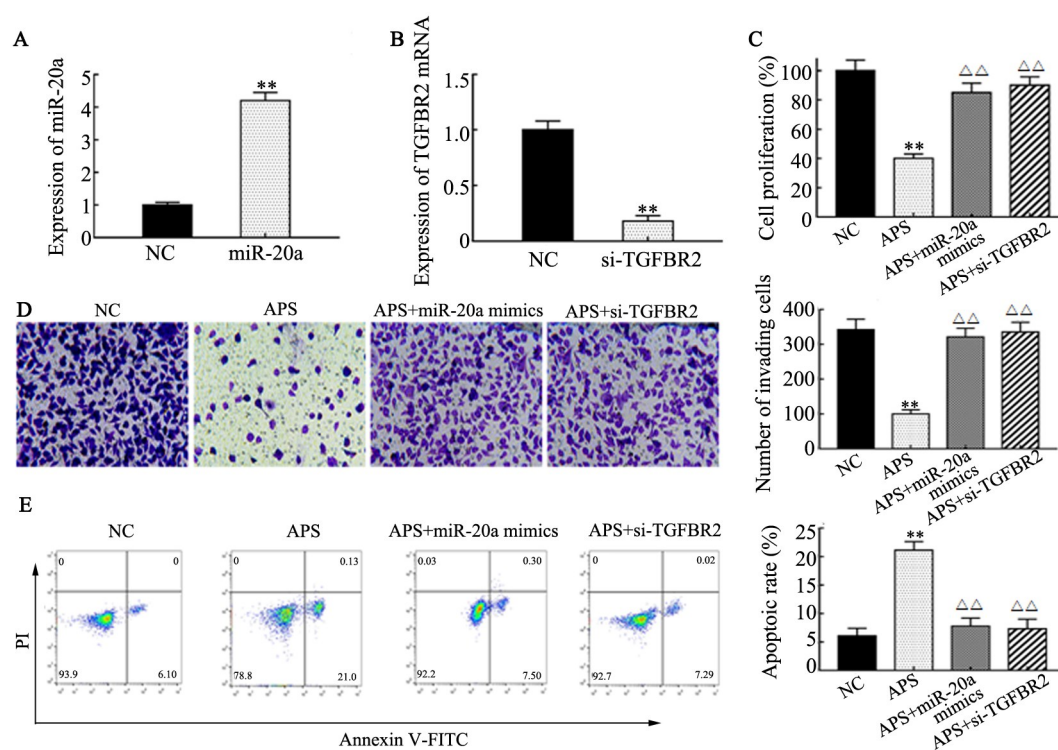 A
Expression of miR-20a
5
4
3
2
1
0
**
NC
miR-20a
B
Expression of TGFBR2 mRNA
1.5
1.0
0.5
0
**
NC
si-TGFBR2
C
Cell proliferation (%)
100
80
60
40
20
0
**
△△
△△
NC
APS
APS+miR-20a
mimics
APS+si-TGFBR2
D
NC
APS
APS+miR-20a mimics
APS+si-TGFBR2
Number of invading cells
400
300
200
100
0
**
△△
△△
NC
APS
APS+miR-20a
mimics
APS+si-TGFBR2
E
NC
APS
APS+miR-20a mimics
APS+si-TGFBR2
PI
0
0
93.9
6.10
0
0.13
78.8
21.0
0.03
0.30
92.2
7.50
0
0.02
92.7
7.29
Annexin V-FITC
Apoptoic rate (%)
25
20
15
10
5
0
**
△△
△△
NC
APS
APS+miR-20a
mimics
APS+si-TGFBR2